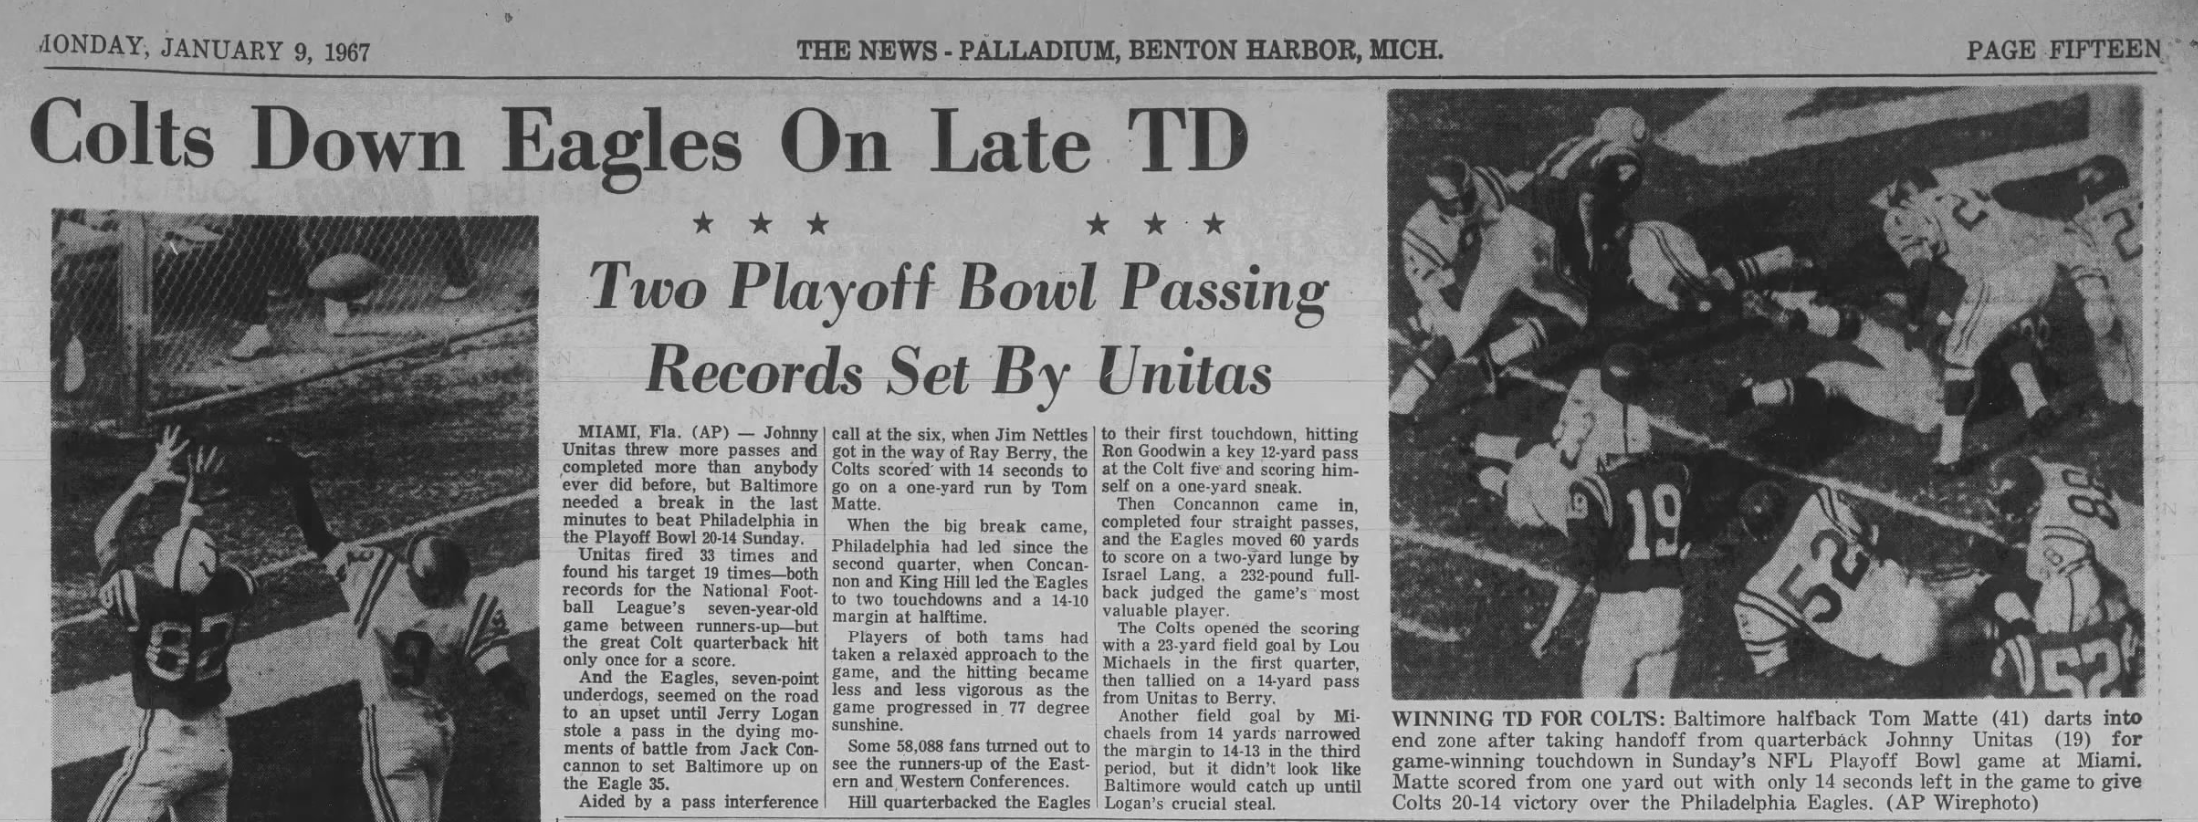 MONDAY, JANUARY 9, 1967
THE NEWS - PALLADIUM, BENTON HARBOR, MICH.
PAGE FIFTEEN
Colts Down Eagles On Late TD
★ ★ ★ ★ ★ ★
Two Playoff Bowl Passing
Records Set By Unitas
MIAMI, Fla. (AP) — Johnny
Unitas threw more passes and
completed more than anybody
ever did before, but Baltimore
needed a break in the last
minutes to beat Philadelphia in
the Playoff Bowl 20-14 Sunday.
Unitas fired 33 times and
found his target 19 times—both
records for the National Foot-
ball League's seven-year-old
game between runners-up—but
the great Colt quarterback hit
only once for a score.
And the Eagles, seven-point
underdogs, seemed on the road
to an upset until Jerry Logan
stole a pass in the dying mo-
ments of battle from Jack Con-
cannon to set Baltimore up on
the Eagle 35.
Aided by a pass interference
call at the six, when Jim Nettles
got in the way of Ray Berry, the
Colts scored with 14 seconds to
go on a one-yard run by Tom
Matte.
When the big break came,
Philadelphia had led since the
second quarter, when Concan-
non and King Hill led the Eagles
to two touchdowns and a 14-10
margin at halftime.
Players of both tams had
taken a relaxed approach to the
game, and the hitting became
less and less vigorous as the
game progressed in 77 degree
sunshine.
Some 58,088 fans turned out to
see the runners-up of the East-
ern and Western Conferences.
Hill quarterbacked the Eagles
to their first touchdown, hitting
Ron Goodwin a key 12-yard pass
at the Colt five and scoring him-
self on a one-yard sneak.
Then Concannon came in,
completed four straight passes,
and the Eagles moved 60 yards
to score on a two-yard lunge by
Israel Lang, a 232-pound full-
back judged the game's most
valuable player.
The Colts opened the scoring
with a 23-yard field goal by Lou
Michaels in the first quarter,
then tallied on a 14-yard pass
from Unitas to Berry.
Another field goal by Mi-
chaels from 14 yards narrowed
the margin to 14-13 in the third
period, but it didn't look like
Baltimore would catch up until
Logan's crucial steal.
82
9
2
19
19
52
88
52
WINNING TD FOR COLTS: Baltimore halfback Tom Matte (41) darts into
end zone after taking handoff from quarterback Johnny Unitas (19) for
game-winning touchdown in Sunday's NFL Playoff Bowl game at Miami.
Matte scored from one yard out with only 14 seconds left in the game to give
Colts 20-14 victory over the Philadelphia Eagles. (AP Wirephoto)